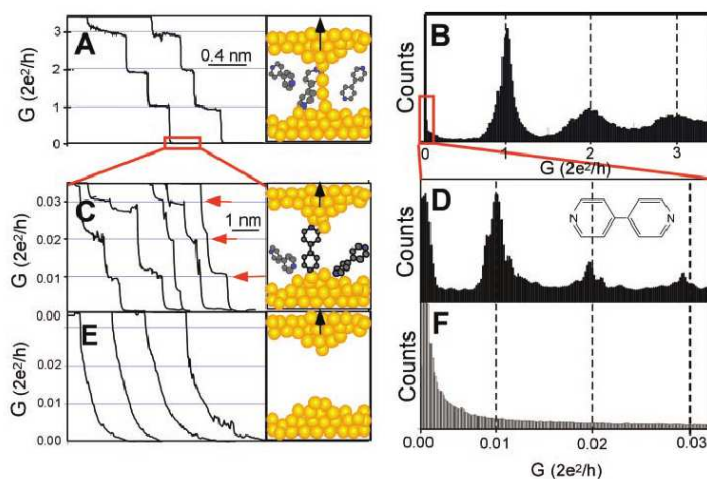 A
G (2e²/h)
3
2
1
0
0.4 nm
B
Counts
0
1
2
3
G (2e²/h)
C
G (2e²/h)
0.03
0.02
0.01
1 nm
D
Counts
N
N
E
G (2e²/h)
0.00
0.02
0.01
0.00
F
Counts
0.00
0.01
0.02
0.03
G (2e²/h)